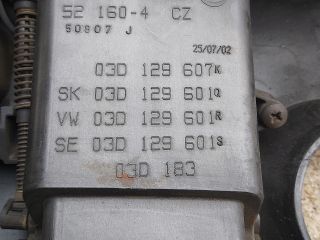 52 160-4 CZ
50907 J
25/07/02
03D 129 607K
SK 03D 129 601Q
VW 03D 129 601R
SE 03D 129 601S
03D 183